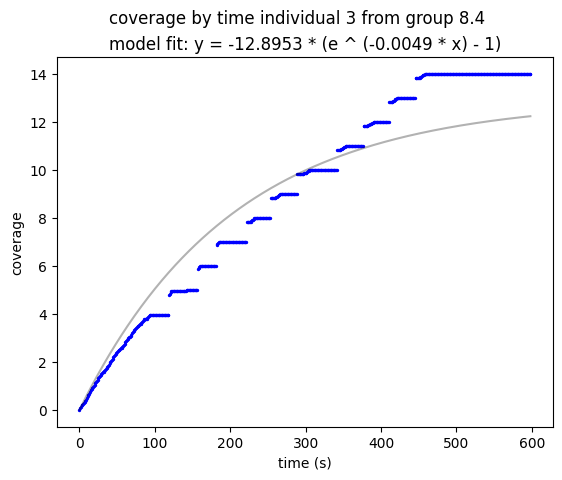 coverage by time individual 3 from group 8.4
model fit: y = -12.8953 * (e ^ (-0.0049 * x) - 1)
14
12
10
8
6
4
2
0
coverage
0 100 200 300 400 500 600
time (s)